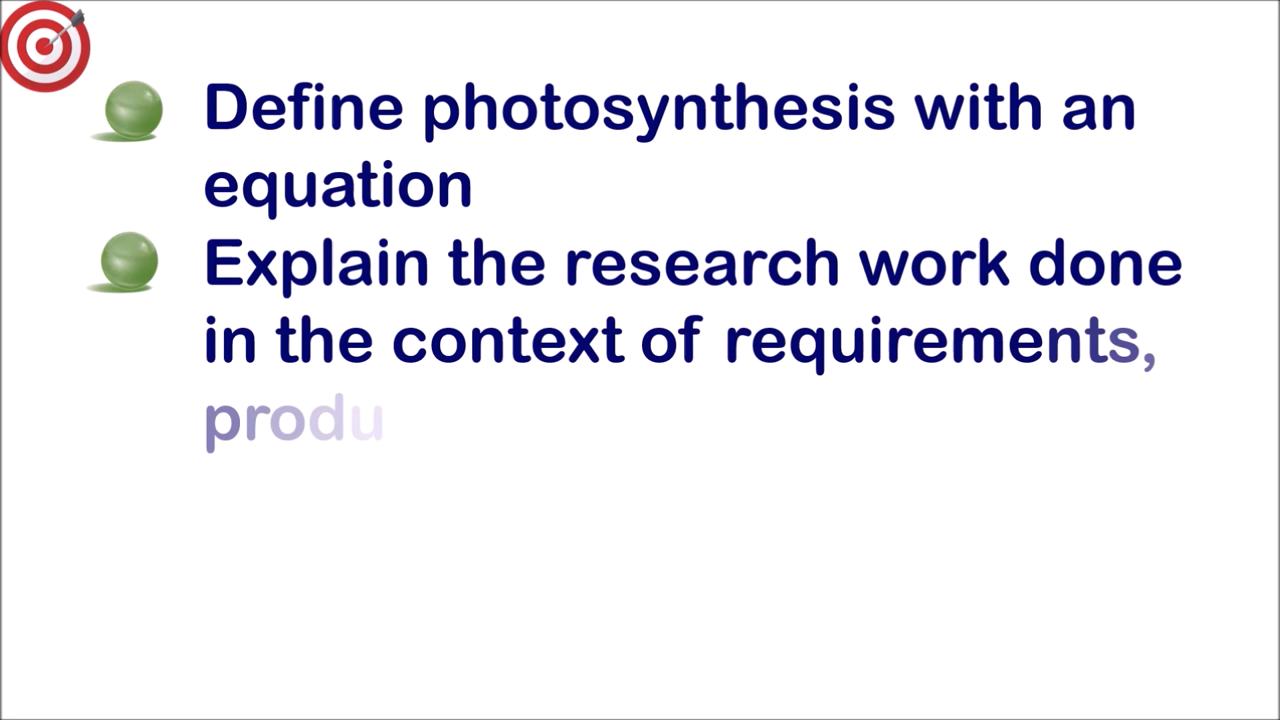 Define photosynthesis with an
equation
Explain the research work done
in the context of requirements,
produ